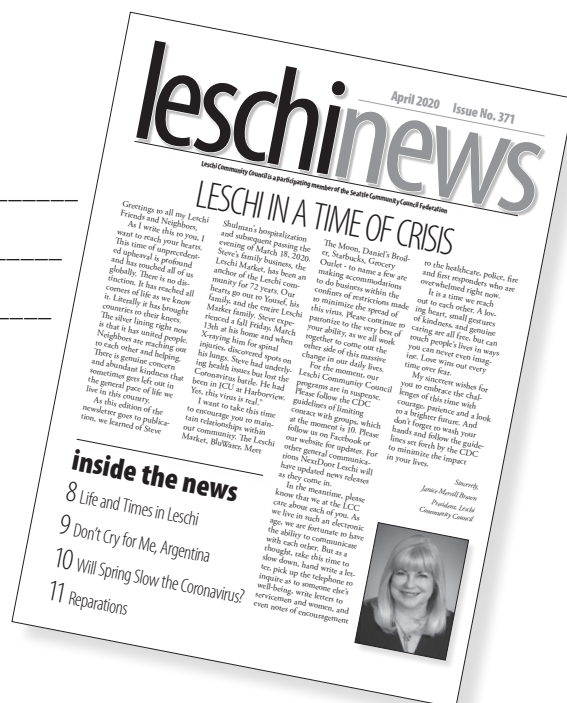 leschinews
April 2020 Issue No. 371
Leschi Community Council is a participating member of the Seattle Community Council Federation
LESCHI IN A TIME OF CRISIS
Greetings to all my Leschi
Friends and Neighbors,
As I write this to you, I
want to reach your hearts.
This time of unprecedent-
ed upheaval is profound
and has touched all of us
globally. There is no dis-
tinction. It has reached all
corners of life as we know
it. Literally it has brought
countries to their knees.
The silver lining right now
is that it has united people.
Neighbors are reaching out
to each other and helping.
There is genuine concern
and abundant kindness that
sometimes gets left out in
the general pace of life we
live in this country.
As this edition of the
newsletter goes to publica-
tion, we learned of Steve
Shulman's hospitalization
and subsequent passing the
evening of March 18, 2020.
Steve's family business, the
Leschi Market, has been an
anchor of the Leschi com-
munity for 72 years. Our
hearts go out to Yousef, his
family, and the entire Leschi
Market family. Steve expe-
rienced a fall Friday, March
13th at his home and when
X-raying him for spinal
injuries, discovered spots on
his lungs. Steve had underly-
ing health issues but lost the
Coronavirus battle. He had
been in ICU at Harborview.
Yes, this virus is real."
I want to take this time
to encourage you to main-
tain relationships within
our community. The Leschi
Market, BluWater, Meet
The Moon, Daniel's Broil-
er, Starbucks, Grocery
Outlet - to name a few are
making accommodations
to do business within the
confines of restrictions made
to minimize the spread of
this virus. Please continue to
patronize to the very best of
your ability, as we all work
together to come out the
other side of this massive
change in our daily lives.
For the moment, our
Leschi Community Council
programs are in suspense.
Please follow the CDC
guidelines of limiting
contact with groups, which
at the moment is 10. Please
follow us on Facebook or
our website for updates. For
other general communica-
tions NextDoor Leschi will
have updated news releases
as they come in.
In the meantime, please
know that we at the LCC
care about each of you. As
we live in such an electronic
age, we are fortunate to have
the ability to communicate
with each other. But as a
thought, take this time to
slow down, hand write a let-
ter, pick up the telephone to
inquire as to someone else's
well-being, write letters to
servicemen and women, and
even notes of encouragement
to the healthcare, police, fire
and first responders who are
overwhelmed right now.
It is a time we reach
out to each other. A lov-
ing heart, small gestures
of kindness, and genuine
caring are all free, but can
touch people's lives in ways
you can never even imag-
ine. Love wins out every
time over fear.
My sincerest wishes for
you to embrace the chal-
lenges of this time with
courage, patience and a look
to a brighter future. And
don't forget to wash your
hands and follow the guide-
lines set forth by the CDC
to minimize the impact
in your lives.
Sincerely,
Janice Merrill Brown
President, Leschi
Community Council
inside the news
8 Life and Times in Leschi
9 Don't Cry for Me, Argentina
10 Will Spring Slow the Coronavirus?
11 Reparations